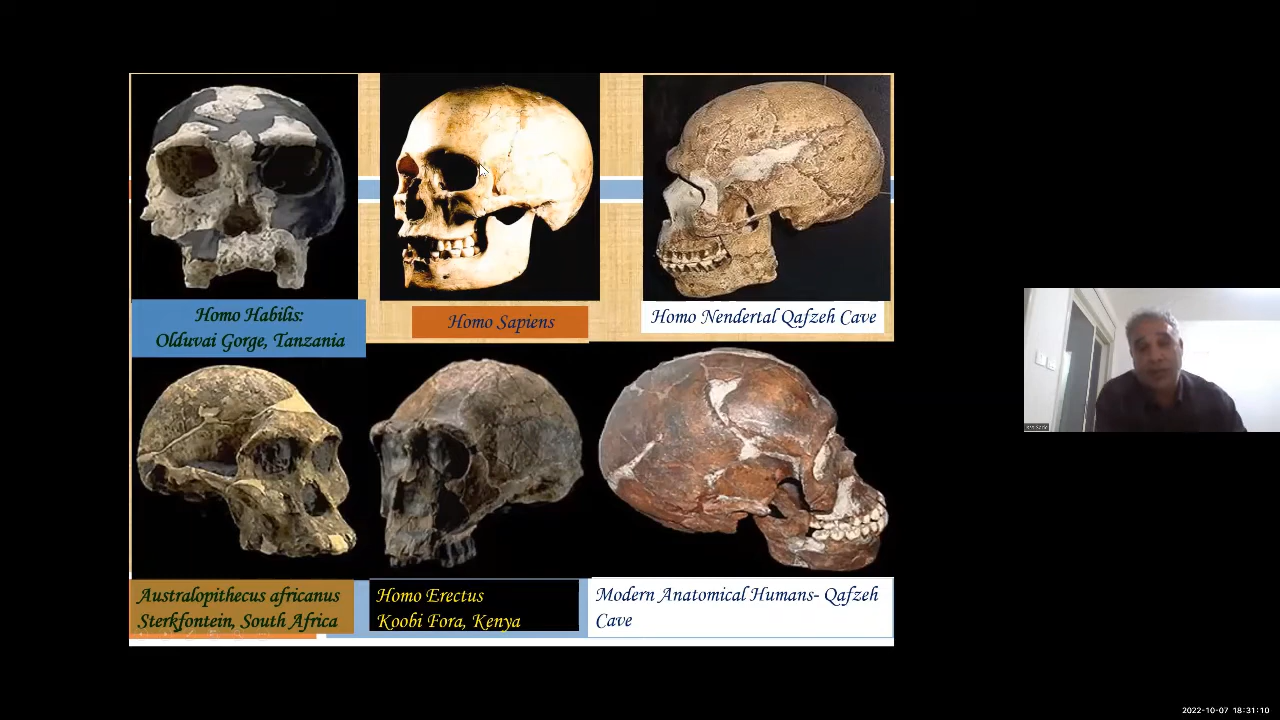 Homo Habilis:
Olduvai Gorge, Tanzania
Homo Sapiens
Homo Nendertal Qafzeh Cave
Australopithecus africanus
Sterkfontein, South Africa
Homo Erectus
Koobi Fora, Kenya
Modern Anatomical Humans- Qafzeh
Cave
2022-10-07 18:31:10